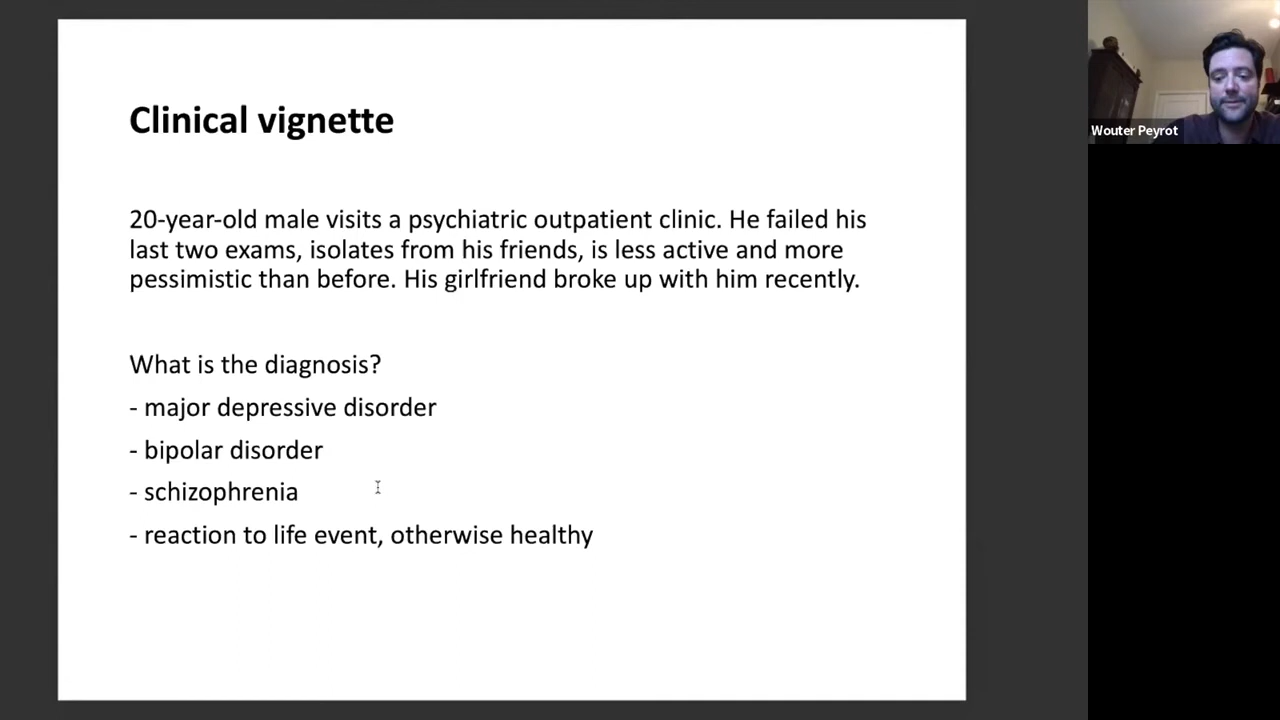 Clinical vignette
20-year-old male visits a psychiatric outpatient clinic. He failed his
last two exams, isolates from his friends, is less active and more
pessimistic than before. His girlfriend broke up with him recently.
What is the diagnosis?
- major depressive disorder
- bipolar disorder
- schizophrenia
- reaction to life event, otherwise healthy
Wouter Peyrot